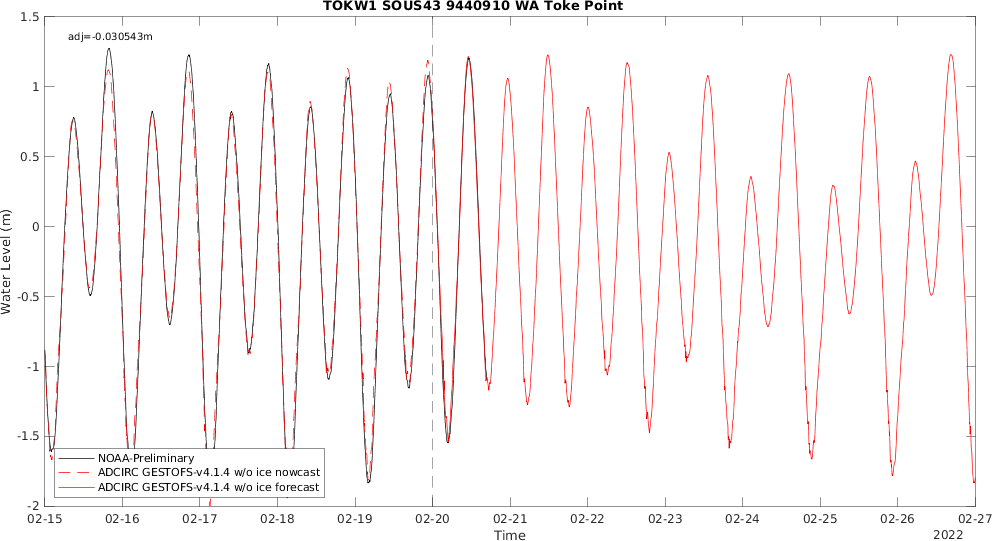 TOKW1 SOUS43 9440910 WA Toke Point
adj=-0.030543m
1.5
1
0.5
0
-0.5
-1
-1.5
-2
Water Level (m)
NOAA-Preliminary
ADCIRC GESTOFS-v4.1.4 w/o ice nowcast
ADCIRC GESTOFS-v4.1.4 w/o ice forecast
02-15 02-16 02-17 02-18 02-19 02-20 02-21 02-22 02-23 02-24 02-25 02-26 02-27
Time
2022